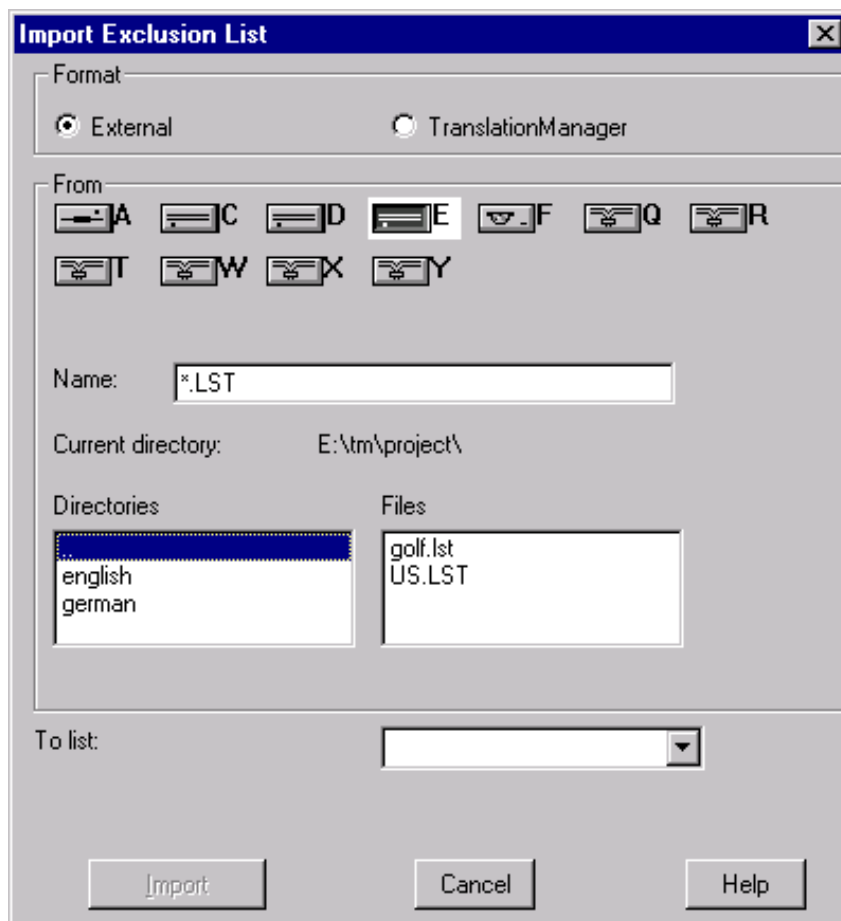 Import Exclusion List
Format
External TranslationManager
From
A C D E F Q R
T W X Y
Name: *.LST
Current directory: E:\tm\project\
Directories Files
..
english
german
golf.lst
US.LST
To list:
Import Cancel Help